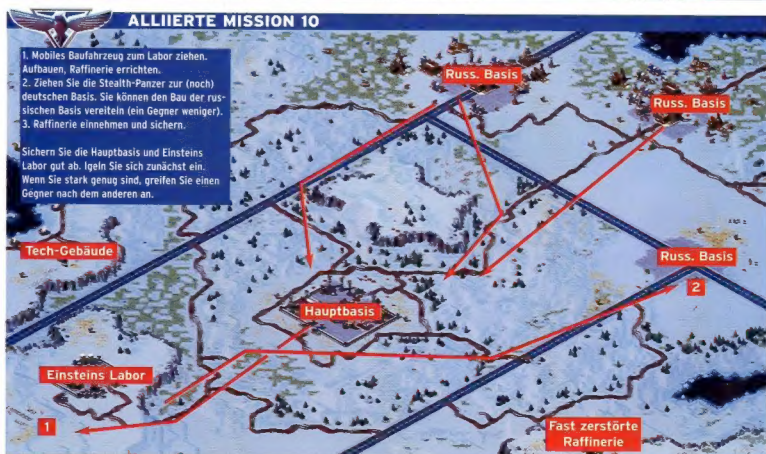 ALLIIERTE MISSION 10
1. Mobiles Baufahrzeug zum Labor ziehen.
Aufbauen, Raffinerie errichten.
2. Ziehen Sie die Stealth-Panzer zur (noch)
deutschen Basis. Sie können den Bau der rus-
sischen Basis vereiteln (ein Gegner weniger).
3. Raffinerie einnehmen und sichern.
Sichern Sie die Hauptbasis und Einsteins
Labor gut ab. Igeln Sie sich zunächst ein.
Wenn Sie stark genug sind, greifen Sie einen
Gegner nach dem anderen an.
Russ. Basis
Russ. Basis
Tech-Gebäude
Russ. Basis
2
Hauptbasis
Einsteins Labor
1
Fast zerstörte
Raffinerie